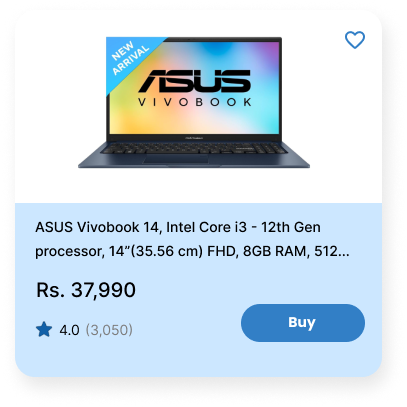 NEW
ARRIVAL
ASUS
VIVOBOOK
ASUS Vivobook 14, Intel Core i3 - 12th Gen
processor, 14”(35.56 cm) FHD, 8GB RAM, 512...
Rs. 37,990
4.0 (3,050)
Buy